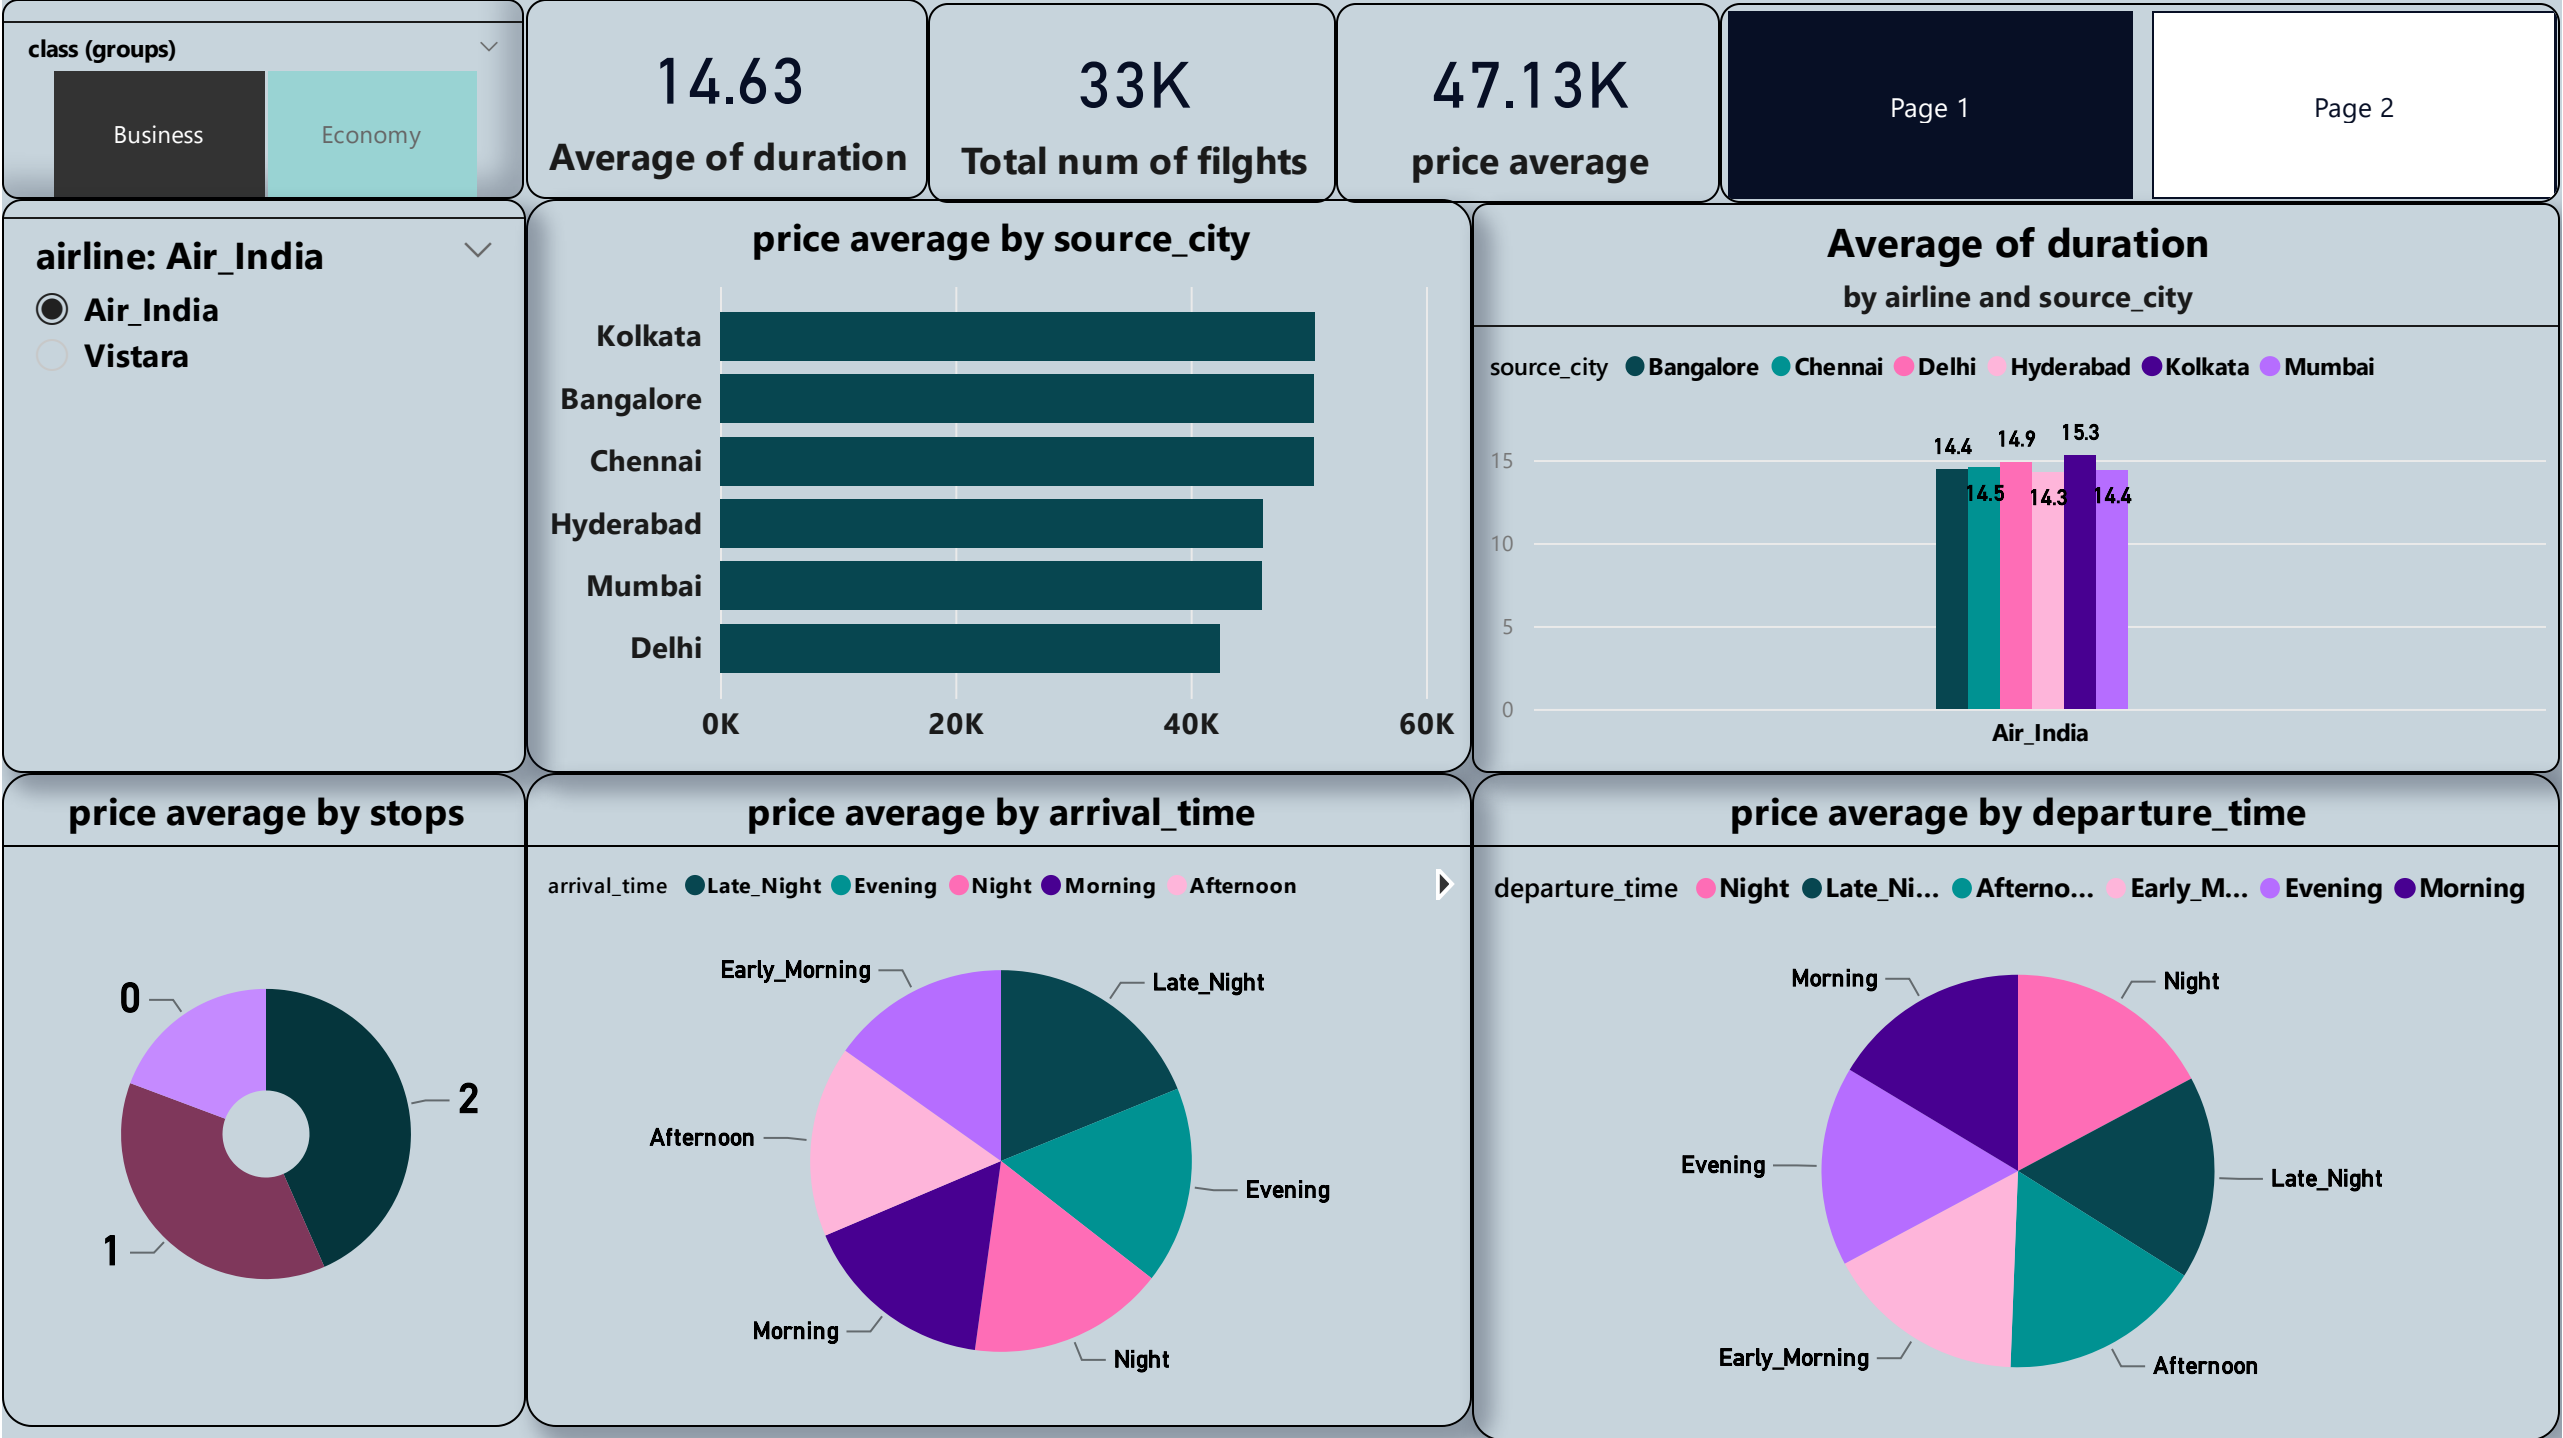 class (groups)
Business
Economy
14.63
Average of duration
33K
Total num of filghts
47.13K
price average
Page 1
Page 2
airline: Air_India
Air_India
Vistara
price average by source_city
Kolkata
Bangalore
Chennai
Hyderabad
Mumbai
Delhi
0K 20K 40K 60K
Average of duration
by airline and source_city
source_city Bangalore Chennai Delhi Hyderabad Kolkata Mumbai
14.4 14.9 15.3
14.5 14.3 14.4
15
10
5
0
Air_India
price average by stops
0
2
1
price average by arrival_time
arrival_time Late_Night Evening Night Morning Afternoon
Early_Morning
Late_Night
Afternoon
Evening
Morning
Night
price average by departure_time
departure_time Night Late_Ni... Afterno... Early_M... Evening Morning
Morning
Night
Evening
Late_Night
Early_Morning
Afternoon